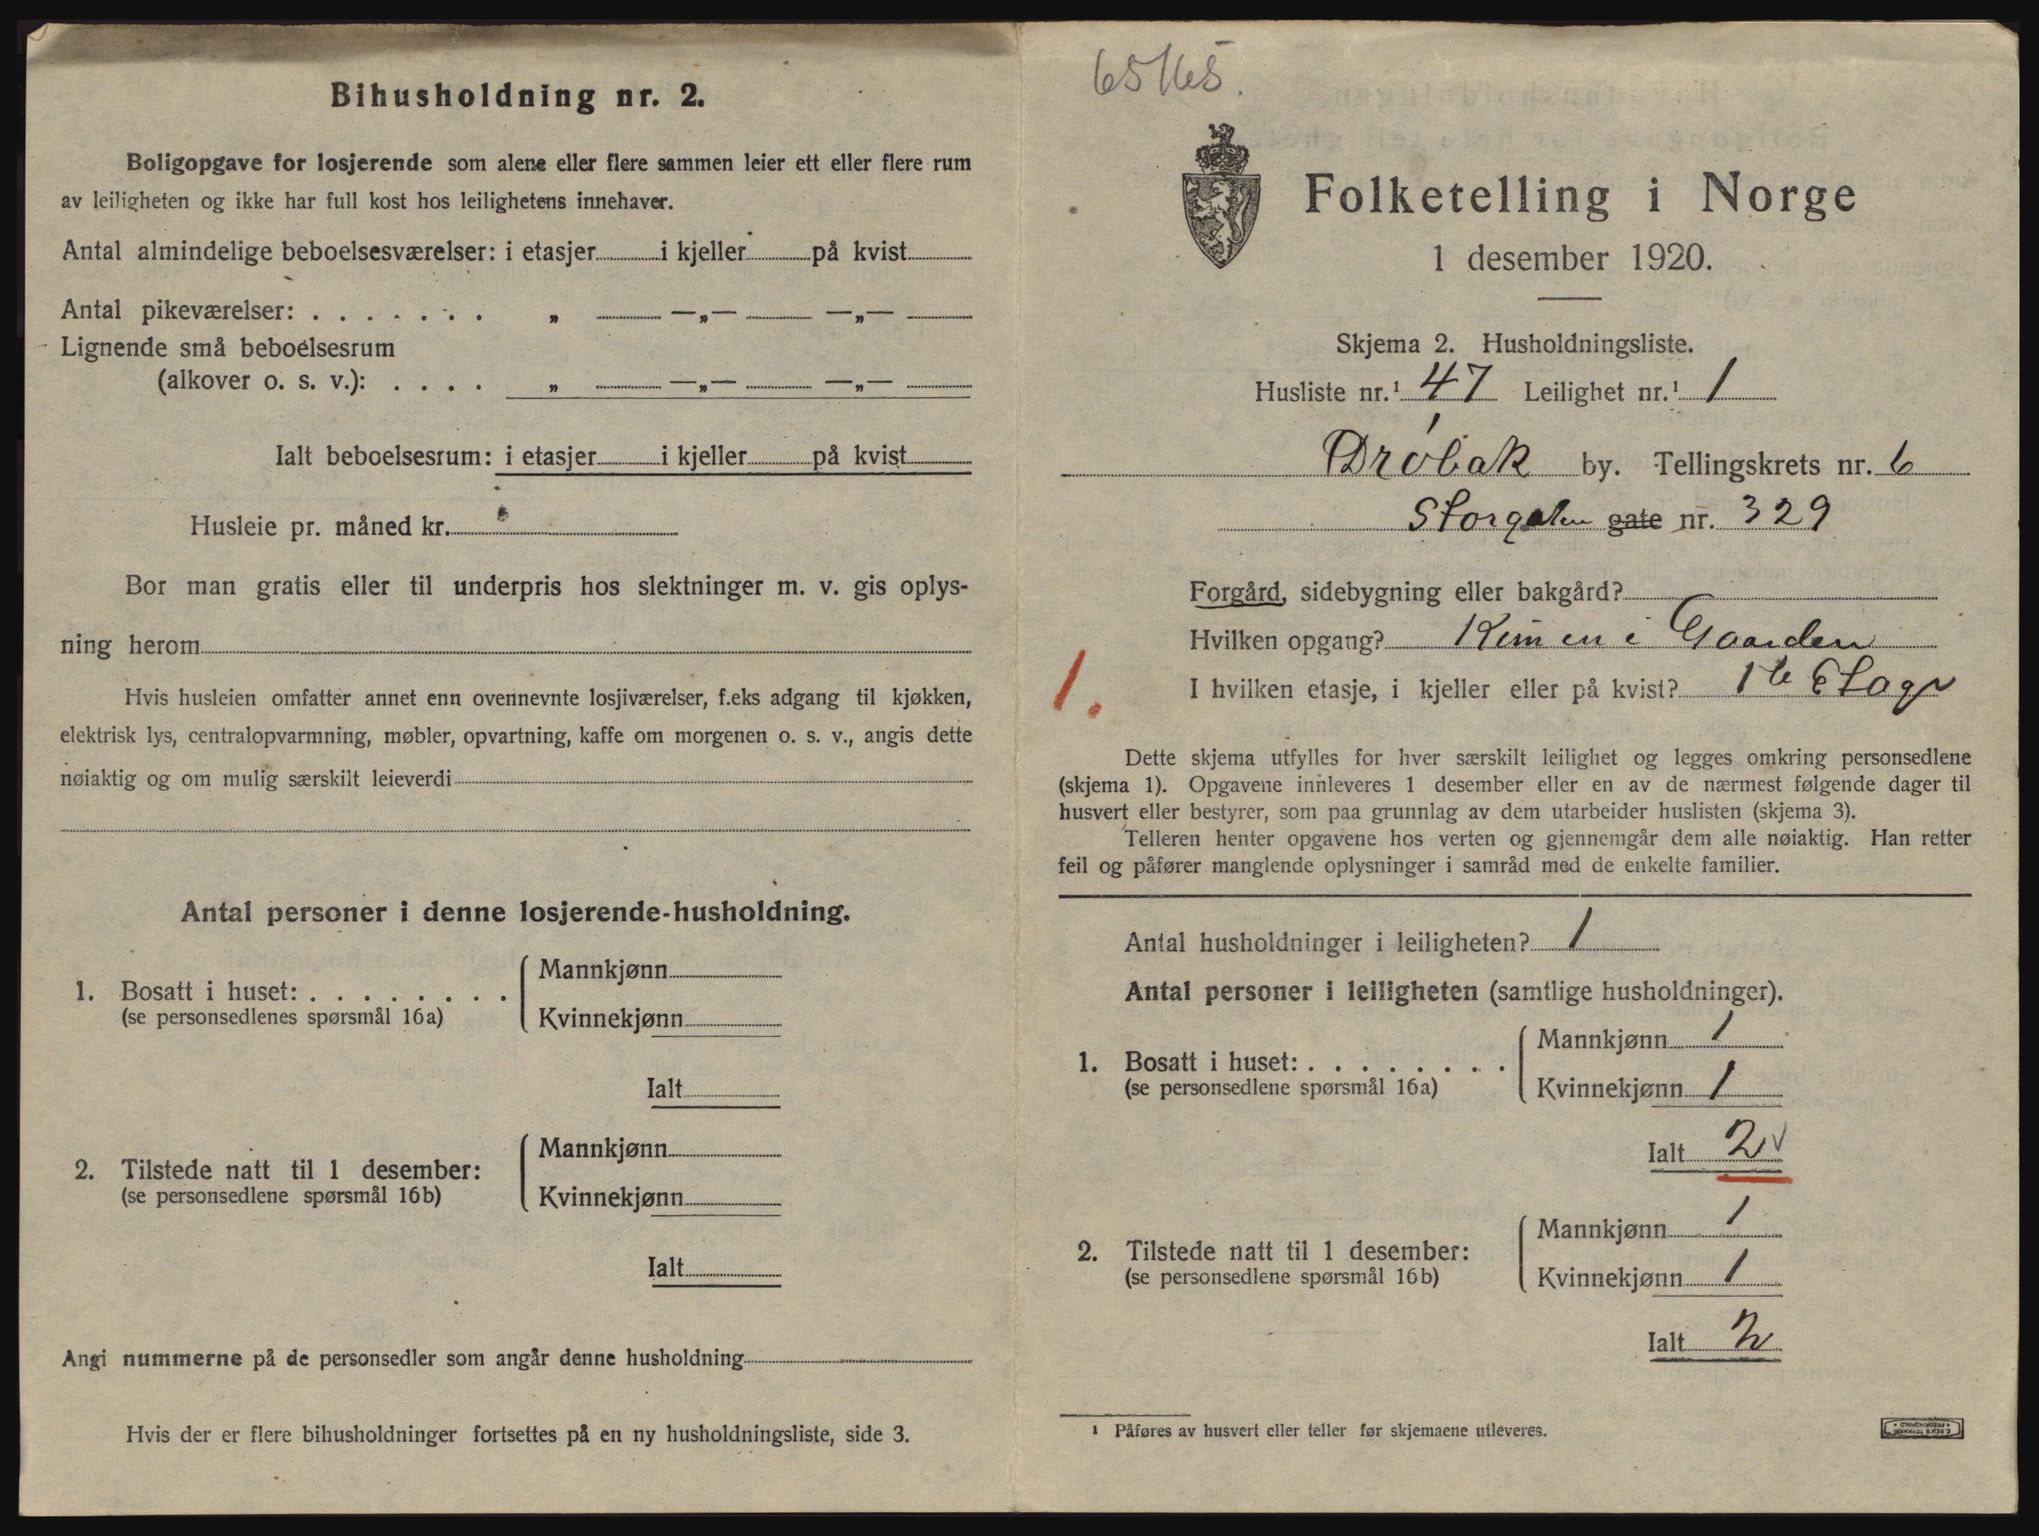 Bihusholdning nr. 2.
Boligopgave for losjerende som alene eller flere sammen leier ett eller flere rum
av leiligheten og ikke har full kost hos leilighetens innehaver.
Antal almindelige beboelsesværelser: i etasjer i kjeller på kvist
Antal pikeværelser: . . . . . . . „ —„— —„—
Lignende små beboelsesrum
(alkover o. s. v.): . . . . „ —„— —„—
Ialt beboelsesrum: i etasjer i kjeller på kvist
Husleie pr. måned kr.
Bor man gratis eller til underpris hos slektninger m. v. gis oplys-
ning herom
Hvis husleien omfatter annet enn ovennevnte losjiværelser, f.eks adgang til kjøkken,
elektrisk lys, centralopvarmning, møbler, opvartning, kaffe om morgenen o. s. v., angis dette
nøiaktig og om mulig særskilt leieverdi
Antal personer i denne losjerende-husholdning.
1. Bosatt i huset: . . . . . . . . Mannkjønn
(se personsedlenes spørsmål 16a) Kvinnekjønn
Ialt
2. Tilstede natt til 1 desember: Mannkjønn
(se personsedlene spørsmål 16b) Kvinnekjønn
Ialt
Angi nummerne på de personsedler som angår denne husholdning
Hvis der er flere bihusholdninger fortsettes på en ny husholdningsliste, side 3.
Folketelling i Norge
1 desember 1920.
Skjema 2. Husholdningsliste.
Husliste nr.¹ 47 Leilighet nr.¹ 1
Drøbak by. Tellingskrets nr. 6
Storgaten gate nr. 329
Forgård, sidebygning eller bakgård?
Hvilken opgang? en i Gaarden
I hvilken etasje, i kjeller eller på kvist? 1te Etage
1.
Dette skjema utfylles for hver særskilt leilighet og legges omkring personsedlene
(skjema 1). Opgavene innleveres 1 desember eller en av de nærmest følgende dager til
husvert eller bestyrer, som paa grunnlag av dem utarbeider huslisten (skjema 3).
Telleren henter opgavene hos verten og gjennemgår dem alle nøiaktig. Han retter
feil og påfører manglende oplysninger i samråd med de enkelte familier.
Antal husholdninger i leiligheten? 1
Antal personer i leiligheten (samtlige husholdninger).
1. Bosatt i huset: . . . . . . . . Mannkjønn 1
(se personsedlene spørsmål 16a) Kvinnekjønn 1
Ialt 2
2. Tilstede natt til 1 desember: Mannkjønn 1
(se personsedlene spørsmål 16b) Kvinnekjønn 1
Ialt 2
¹ Påføres av husvert eller teller før skjemaene utleveres.